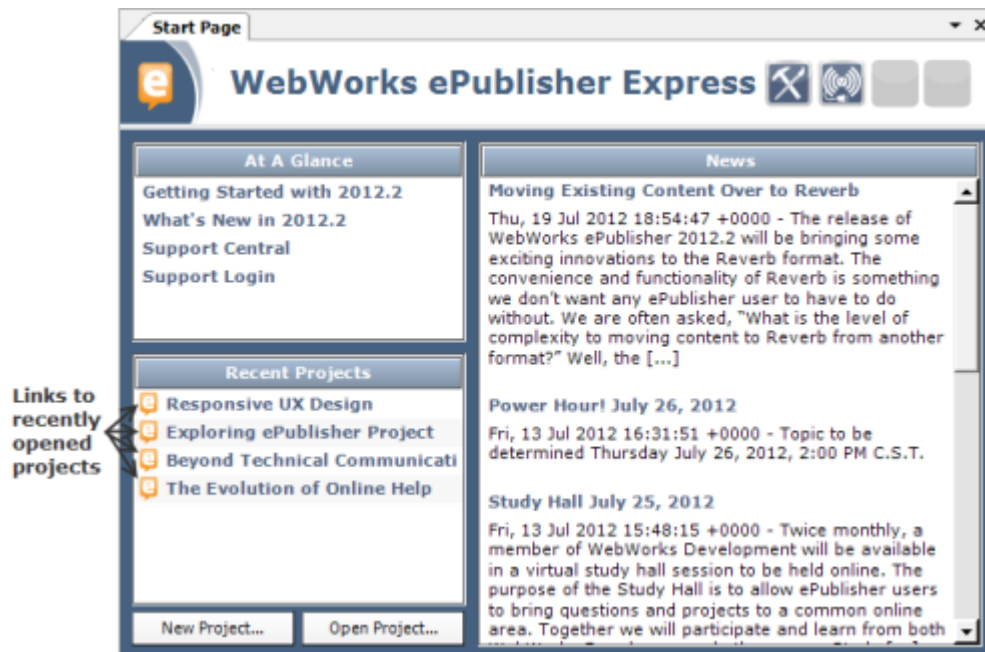 Start Page
WebWorks ePublisher Express
At A Glance
Getting Started with 2012.2
What's New in 2012.2
Support Central
Support Login
Links to
recently
opened
projects
Recent Projects
Responsive UX Design
Exploring ePublisher Project
Beyond Technical Communicati
The Evolution of Online Help
New Project...
Open Project...
News
Moving Existing Content Over to Reverb
Thu, 19 Jul 2012 18:54:47 +0000 - The release of
WebWorks ePublisher 2012.2 will be bringing some
exciting innovations to the Reverb format. The
convenience and functionality of Reverb is something
we don't want any ePublisher user to have to do
without. We are often asked, "What is the level of
complexity to moving content to Reverb from another
format?" Well, the [...]
Power Hour! July 26, 2012
Fri, 13 Jul 2012 16:31:51 +0000 - Topic to be
determined Thursday July 26, 2012, 2:00 PM C.S.T.
Study Hall July 25, 2012
Fri, 13 Jul 2012 15:48:15 +0000 - Twice monthly, a
member of WebWorks Development will be available
in a virtual study hall session to be held online. The
purpose of the Study Hall is to allow ePublisher users
to bring questions and projects to a common online
area. Together we will participate and learn from both